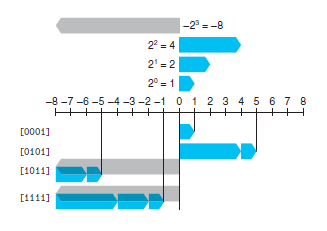 -2³ = -8
2² = 4
2¹ = 2
2⁰ = 1
-8 -7 -6 -5 -4 -3 -2 -1 0 1 2 3 4 5 6 7 8
[0001]
[0101]
[1011]
[1111]